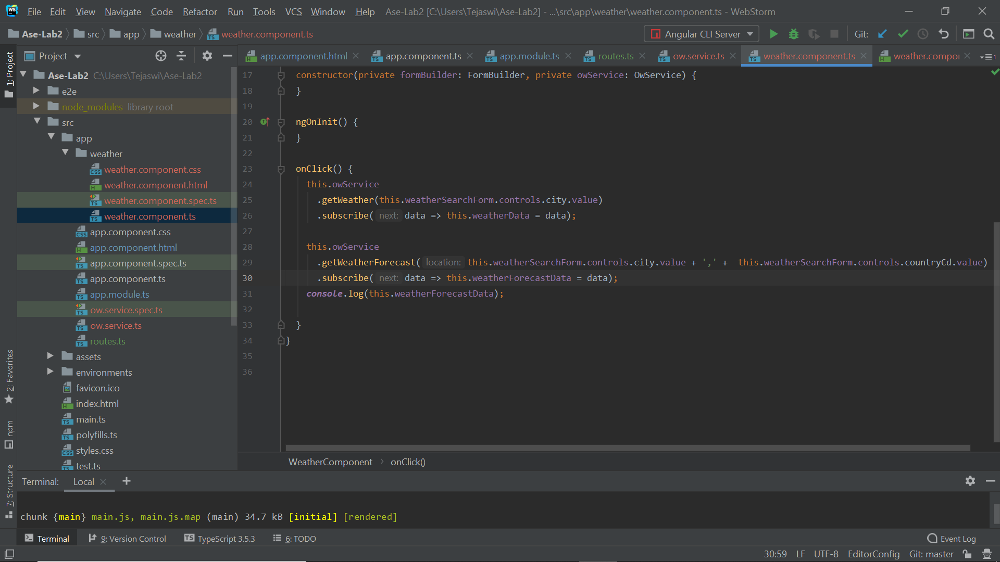 WS File Edit View Navigate Code Refactor Run Tools VCS Window Help Ase-Lab2 [C:\Users\Tejaswi\Ase-Lab2] - ...\src\app\weather\weather.component.ts - WebStorm
Ase-Lab2 src app weather weather.component.ts Angular CLI Server Git:
1: Project
Project
app.component.html app.component.ts app.module.ts routes.ts ow.service.ts weather.component.ts weather.compor 1
Ase-Lab2 C:\Users\Tejaswi\Ase-Lab2
e2e
node_modules library root
src
app
weather
weather.component.css
weather.component.html
weather.component.spec.ts
weather.component.ts
app.component.css
app.component.html
app.component.spec.ts
app.component.ts
app.module.ts
ow.service.spec.ts
ow.service.ts
routes.ts
assets
environments
favicon.ico
index.html
main.ts
polyfills.ts
styles.css
test.ts
17 constructor(private formBuilder: FormBuilder, private owService: OwService) {
18 }
19
20 ngOnInit() {
21 }
22
23 onClick() {
24 this.owService
25 .getWeather(this.weatherSearchForm.controls.city.value)
26 .subscribe( next: data => this.weatherData = data);
27
28 this.owService
29 .getWeatherForecast( location: this.weatherSearchForm.controls.city.value + ',' + this.weatherSearchForm.controls.countryCd.value)
30 .subscribe( next: data => this.weatherForecastData = data);
31 console.log(this.weatherForecastData);
32
33 }
34 }
35
36
WeatherComponent › onClick()
2: Favorites
npm
7: Structure
Terminal: Local +
chunk {main} main.js, main.js.map (main) 34.7 kB [initial] [rendered]
Terminal 9: Version Control TypeScript 3.5.3 6: TODO Event Log
30:59 LF UTF-8 EditorConfig Git: master